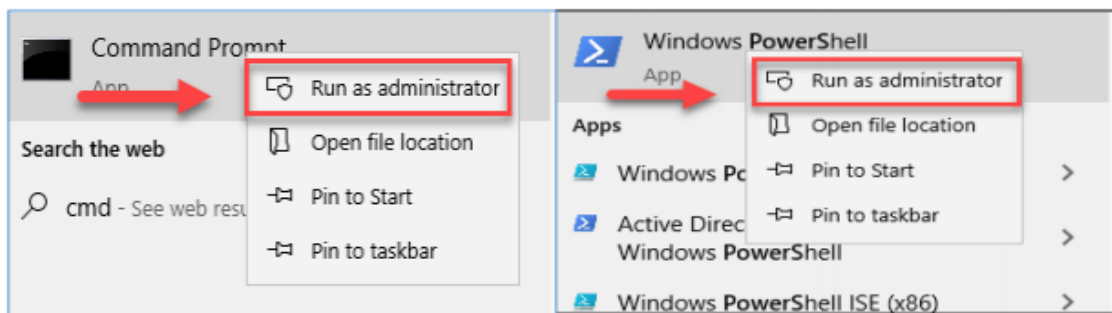 Command Prompt
App
Run as administrator
Open file location
Search the web
Pin to Start
cmd - See web resu
Pin to taskbar
Windows PowerShell
App
Run as administrator
Apps
Open file location
Windows Po
Pin to Start
Active Direc
Pin to taskbar
Windows PowerShell
Windows PowerShell ISE (x86)